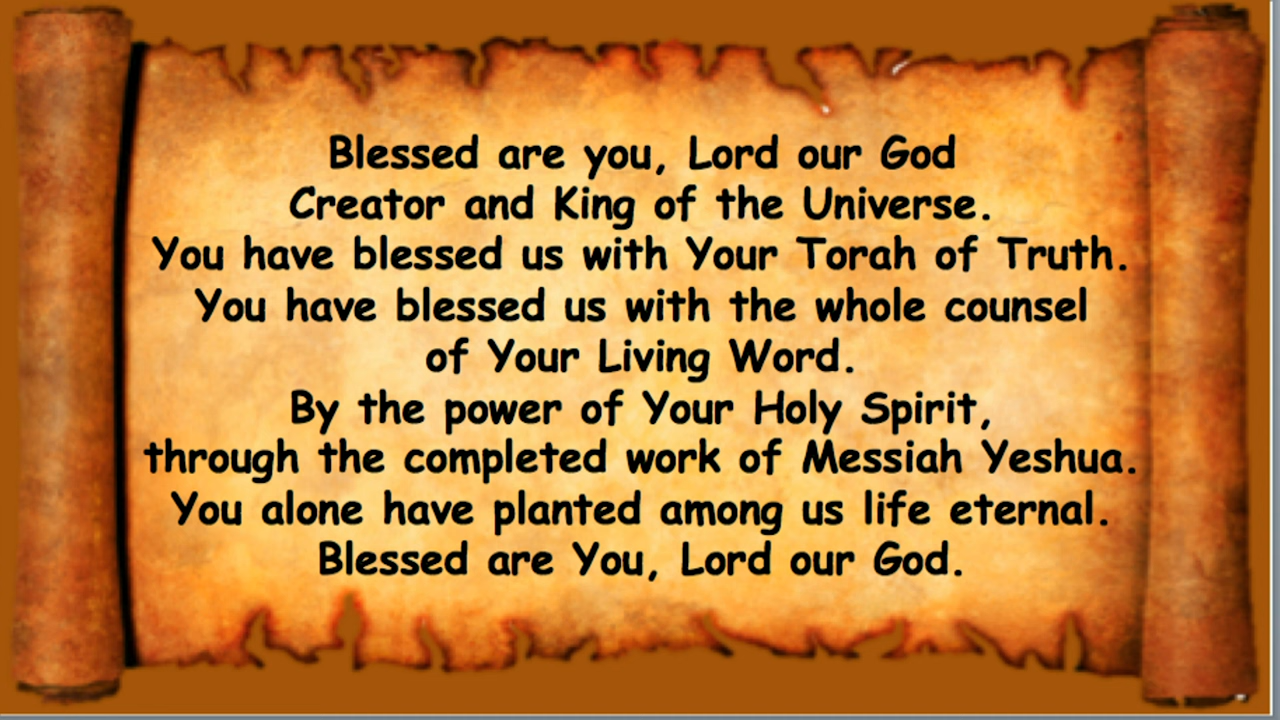 Blessed are you, Lord our God
Creator and King of the Universe.
You have blessed us with Your Torah of Truth.
You have blessed us with the whole counsel
of Your Living Word.
By the power of Your Holy Spirit,
through the completed work of Messiah Yeshua.
You alone have planted among us life eternal.
Blessed are You, Lord our God.